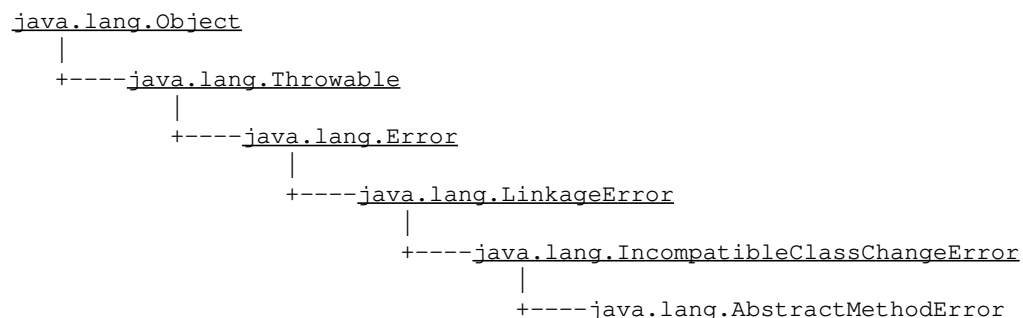 java.lang.Object
|
+----java.lang.Throwable
|
+----java.lang.Error
|
+----java.lang.LinkageError
|
+----java.lang.IncompatibleClassChangeError
|
+----java.lang.AbstractMethodError